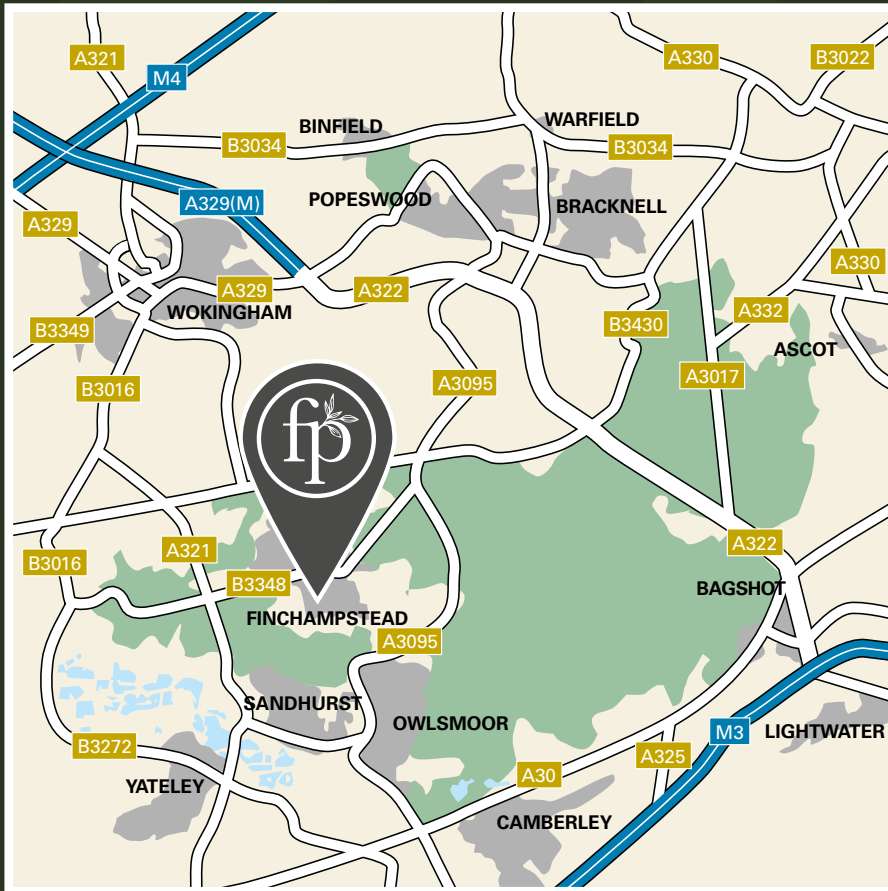 A321
M4
A330
B3022
BINFIELD
WARFIELD
B3034
B3034
A329(M)
POPESWOOD
BRACKNELL
A329
A330
A329
A322
WOKINGHAM
A332
B3349
B3430
ASCOT
B3016
A3095
A3017
fp
A322
B3016
A321
B3348
BAGSHOT
FINCHAMPSTEAD
A3095
SANDHURST
OWLSMOOR
M3
LIGHTWATER
B3272
A325
YATELEY
A30
CAMBERLEY